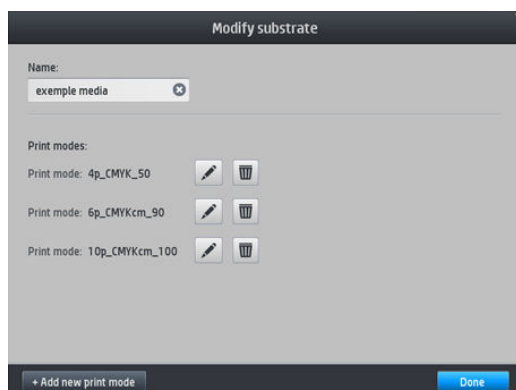 Modify substrate
Name:
exemple media
Print modes:
Print mode: 4p_CMYK_50
Print mode: 6p_CMYKcm_90
Print mode: 10p_CMYKcm_100
+ Add new print mode
Done